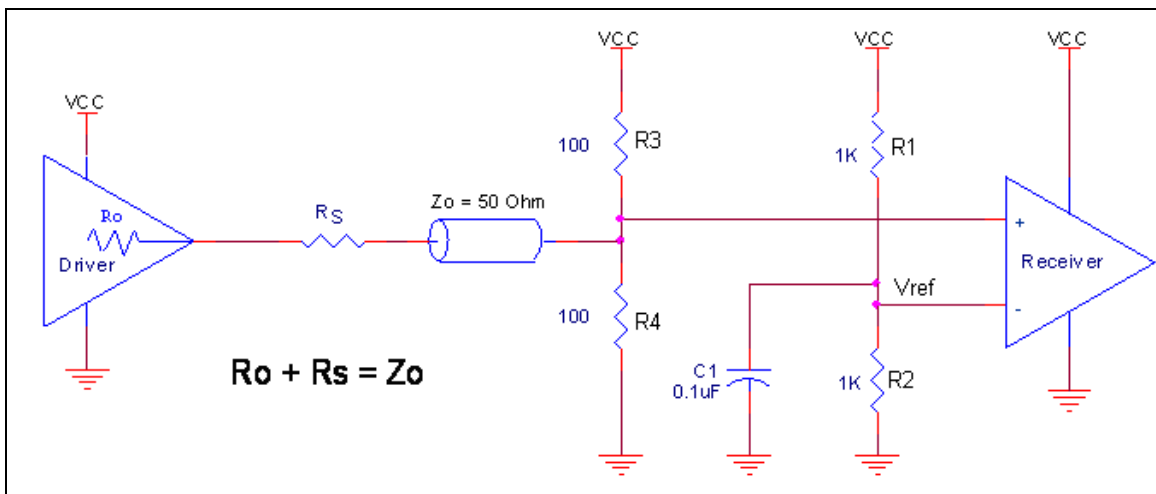 VCC
VCC
VCC
VCC
R3
100
R1
1K
Ro
Driver
RS
Zo = 50 Ohm
+
Receiver
Vref
-
100
R4
Ro + Rs = Zo
C1
0.1uF
1K
R2